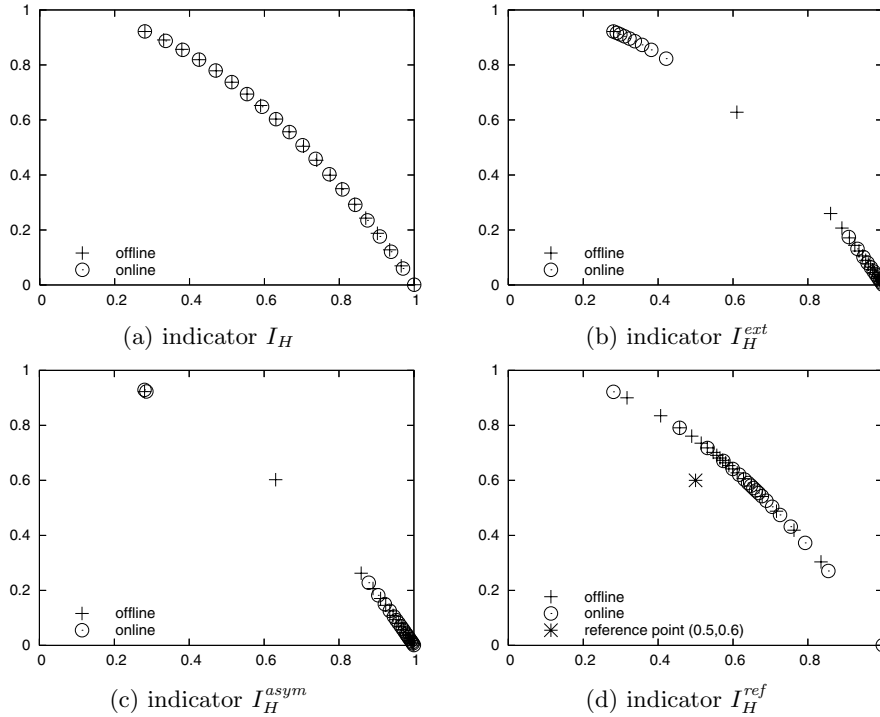 1
0.8
0.6
0.4
0.2
0
0 0.2 0.4 0.6 0.8 1
offline
online
(a) indicator I_H
1
0.8
0.6
0.4
0.2
0
0 0.2 0.4 0.6 0.8
offline
online
(b) indicator I_H^{ext}
1
0.8
0.6
0.4
0.2
0
0 0.2 0.4 0.6 0.8 1
offline
online
(c) indicator I_H^{asym}
1
0.8
0.6
0.4
0.2
0
0 0.2 0.4 0.6 0.8
offline
online
reference point (0.5,0.6)
(d) indicator I_H^{ref}